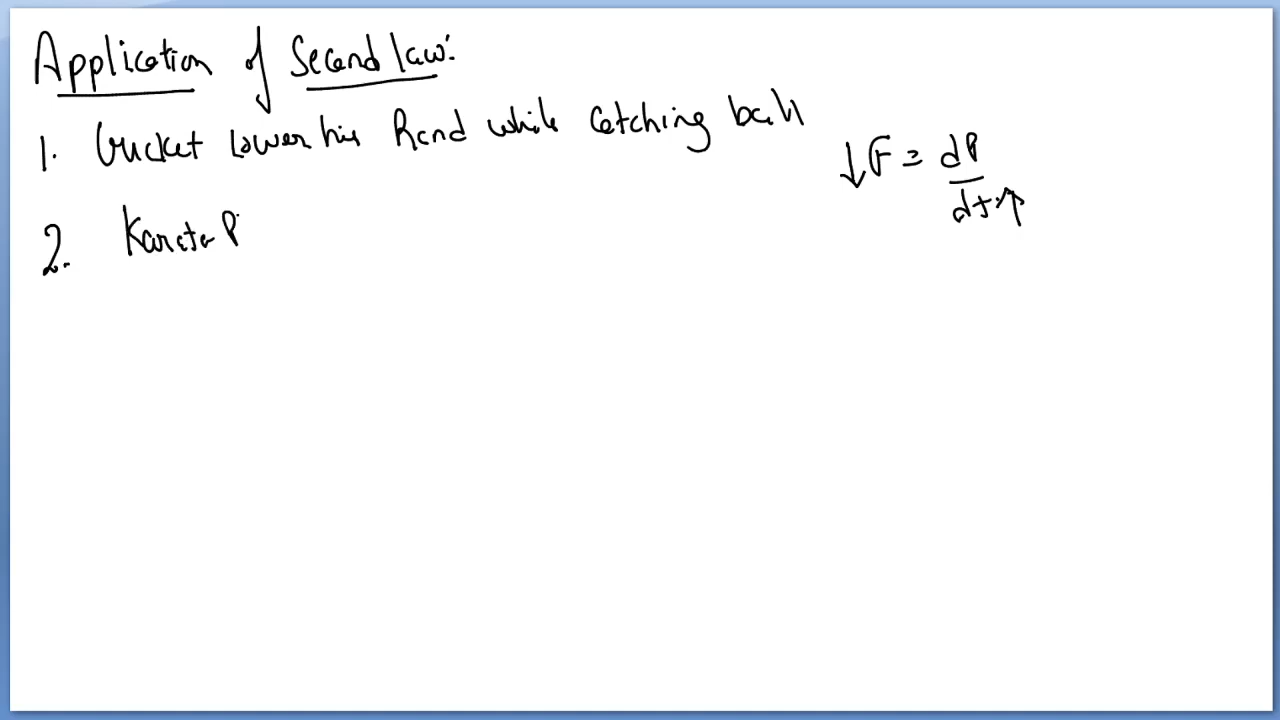 Application of Second law:
1. Cricket lower his Hand while Catching ball
↓F = dP/dt↑
2. Karate P